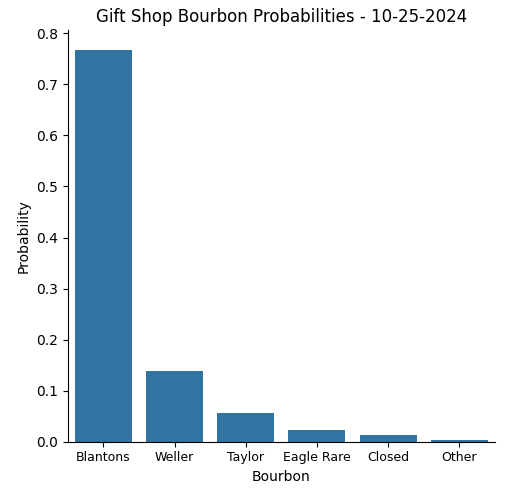 Gift Shop Bourbon Probabilities - 10-25-2024
0.8
0.7
0.6
0.5
0.4
0.3
0.2
0.1
0.0
Probability
Blantons Weller Taylor Eagle Rare Closed Other
Bourbon